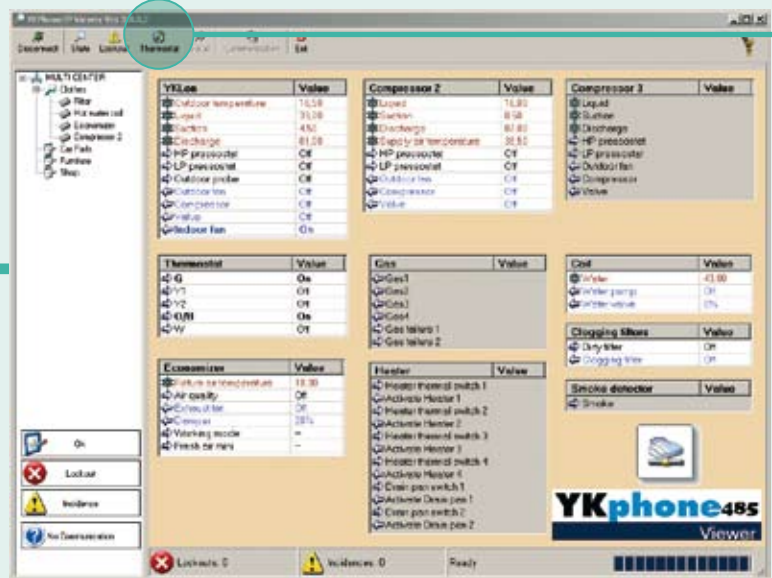 Disconnect State Lockout Thermostat Exit
MULTI CENTER
Clothes
Filter
Hot water coil
Economizer
Compressor 2
Car Parts
Furniture
Shop
On
Lockout
Incidence
No Communication
YKLon Value
Outdoor temperature 16,50
Liquid
Suction
Discharge
HP pressostat Off
LP pressostat Off
Outdoor probe Off
Outdoor fan Off
Compressor Off
Valve Off
Indoor fan On
Compressor 2 Value
Liquid
Suction
Discharge
Supply air temperature
HP pressostat Off
LP pressostat Off
Outdoor fan Off
Compressor Off
Valve Off
Compressor 3 Value
Liquid
Suction
Discharge
HP pressostat
LP pressostat
Outdoor fan
Compressor
Valve
Thermostat Value
G On
Y1 Off
Y2 Off
O/B On
W Off
Gas Value
Gas1
Gas2
Gas3
Gas4
Gas failure 1
Gas failure 2
Coil Value
Water 43,00
Water pump Off
Water valve 0%
Clogging filters Value
Dirty filter Off
Clogging filter Off
Economizer Value
Return air temperature
Air quality Off
Exhaust fan Off
Damper 20%
Working mode --
Fresh air mini --
Heater Value
Heater thermal switch 1
Activate Heater 1
Heater thermal switch 2
Activate Heater 2
Heater thermal switch 3
Activate Heater 3
Heater thermal switch 4
Activate Heater 4
Drain pan switch 1
Activate Drain pan 1
Drain pan switch 2
Activate Drain pan 2
Smoke detector Value
Smoke
YKphone485
Viewer
Lockouts: 0 Incidences: 0 Ready